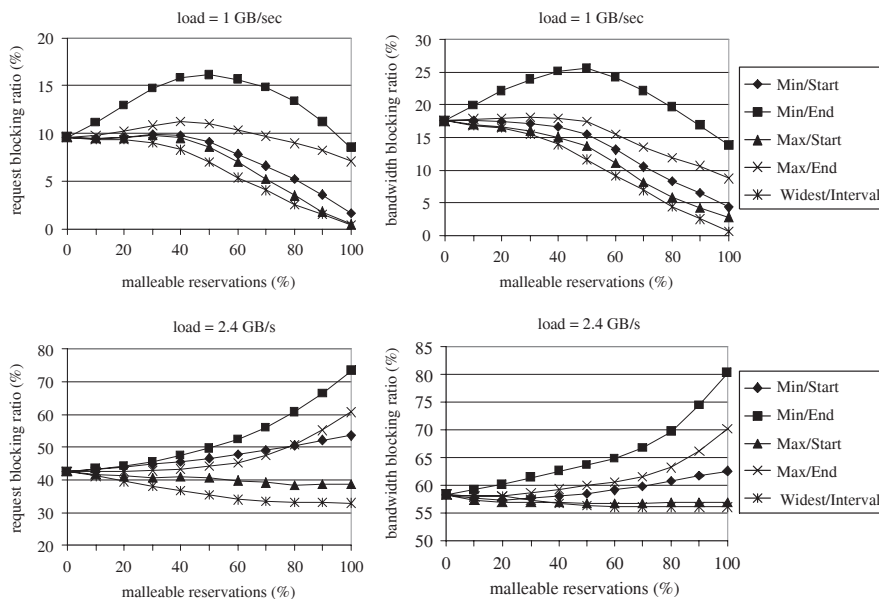 load = 1 GB/sec
request blocking ratio (%)
20
15
10
5
0
0 20 40 60 80 100
malleable reservations (%)
load = 1 GB/sec
bandwidth blocking ratio (%)
30
25
20
15
10
5
0
0 20 40 60 80 100
malleable reservations (%)
Min/Start
Min/End
Max/Start
Max/End
Widest/Interval
load = 2.4 GB/s
request blocking ratio (%)
80
70
60
50
40
30
20
0 20 40 60 80 100
malleable reservations (%)
load = 2.4 GB/s
bandwidth blocking ratio (%)
85
80
75
70
65
60
55
50
0 20 40 60 80 100
malleable reservations (%)
Min/Start
Min/End
Max/Start
Max/End
Widest/Interval